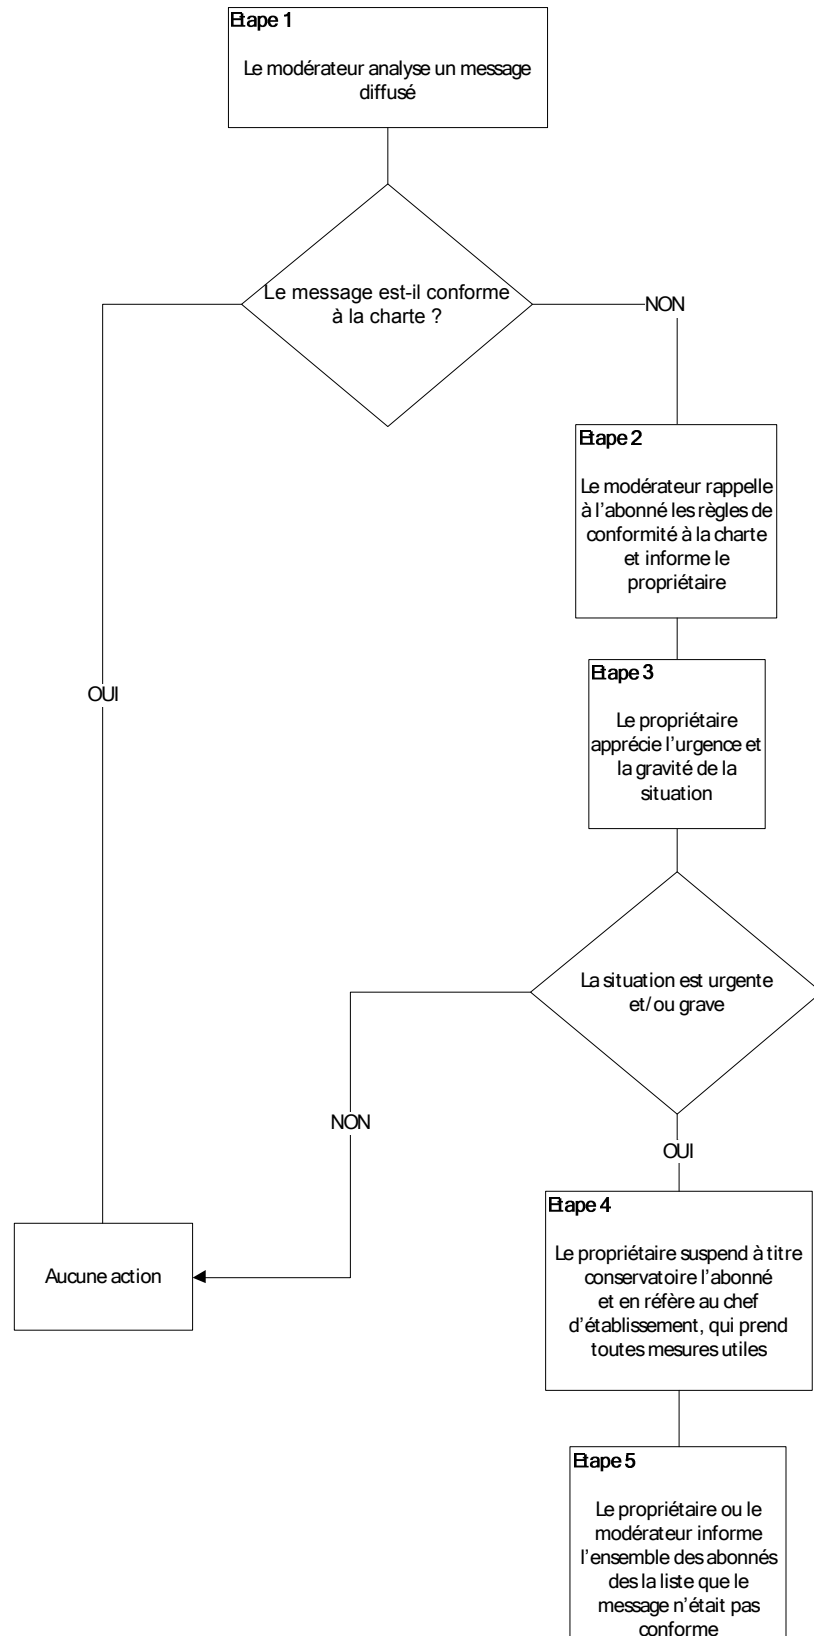 Etape 1
Le modérateur analyse un message
diffusé
Le message est-il conforme
à la charte ?
NON
Etape 2
Le modérateur rappelle
à l'abonné les règles de
conformité à la charte
et informe le
propriétaire
Etape 3
Le propriétaire
apprécie l'urgence et
la gravité de la
situation
OUI
La situation est urgente
et/ou grave
NON
OUI
Etape 4
Le propriétaire suspend à titre
conservatoire l'abonné
et en réfère au chef
d'établissement, qui prend
toutes mesures utiles
Aucune action
Etape 5
Le propriétaire ou le
modérateur informe
l'ensemble des abonnés
des la liste que le
message n'était pas
conforme